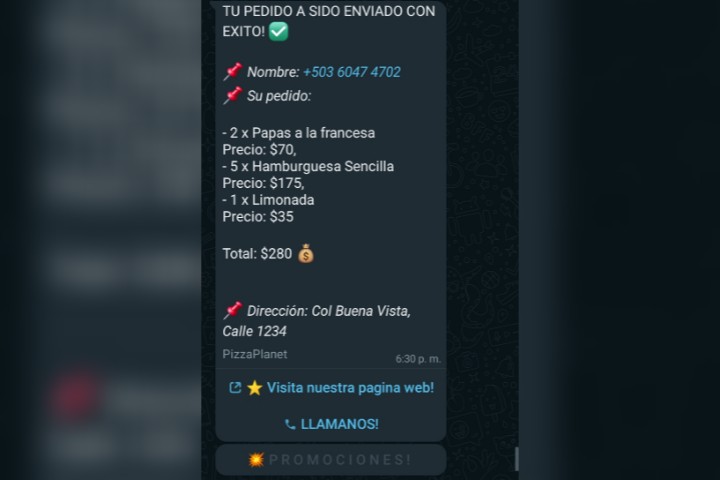 TU PEDIDO A SIDO ENVIADO CON
EXITO! ✅
📌 Nombre: +503 6047 4702
📌 Su pedido:
- 2 x Papas a la francesa
Precio: $70,
- 5 x Hamburguesa Sencilla
Precio: $175,
- 1 x Limonada
Precio: $35
Total: $280 💰
📌 Dirección: Col Buena Vista,
Calle 1234
PizzaPlanet
6:30 p. m.
⭐ Visita nuestra pagina web!
LLAMANOS!
💥 PROMOCIONES!